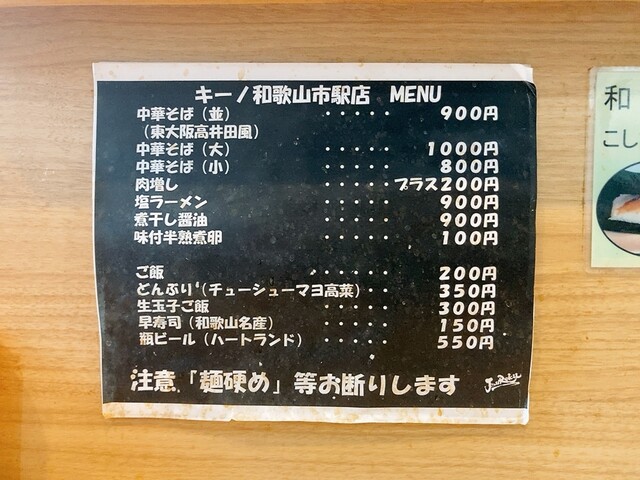 キーノ和歌山市駅店 MENU
中華そば（並） ・・・・・・ 900円
（東大阪高井田風）
中華そば（大） ・・・・・・ 1000円
中華そば（小） ・・・・・・ 800円
肉増し ・・・・・・プラス200円
塩ラーメン ・・・・・・ 900円
煮干し醤油 ・・・・・・ 900円
味付半熟煮卵 ・・・・・・ 100円
ご飯 ・・・・・・ 200円
どんぶり（チューシューマヨ高菜）・・・ 350円
生玉子ご飯 ・・・・・・ 300円
早寿司（和歌山名産） ・・・・・・ 150円
瓶ビール（ハートランド） ・・・・・・ 550円
注意「麺硬め」等お断りします
和
こし